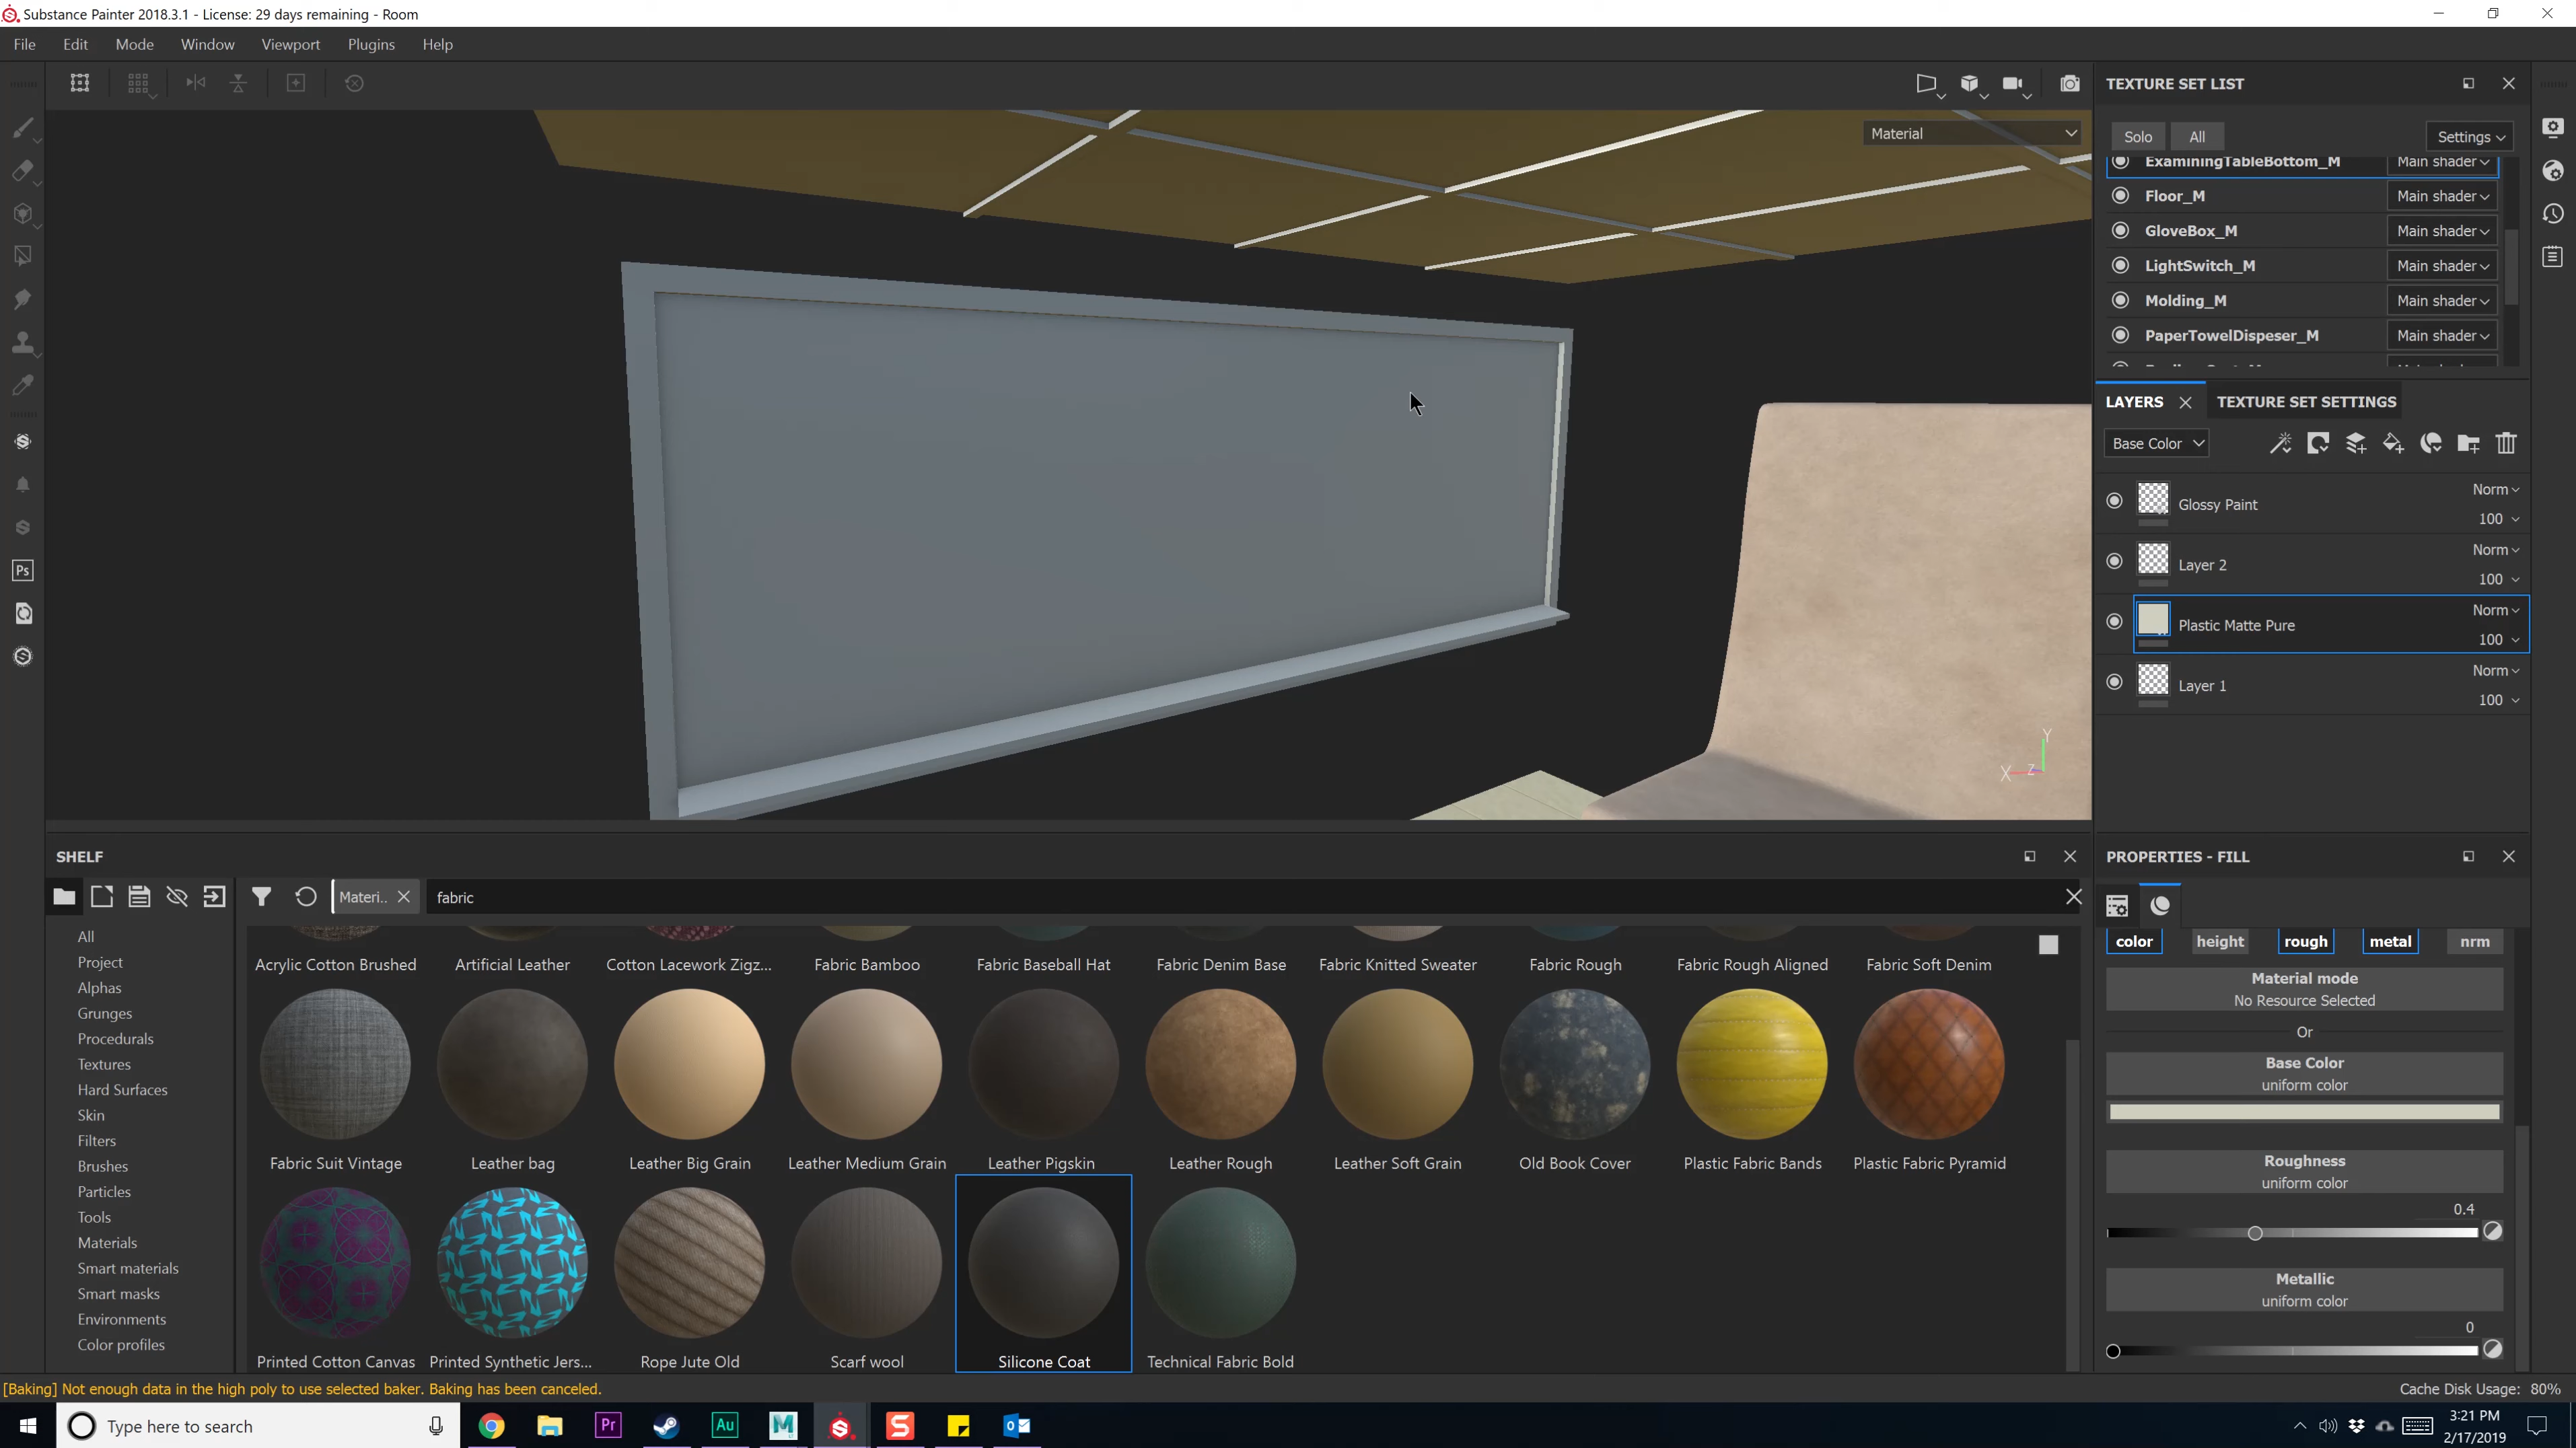 Substance Painter 2018.3.1 - License: 29 days remaining - Room
File Edit Mode Window Viewport Plugins Help
Material
TEXTURE SET LIST
Solo All Settings
ExaminingTableBottom_M Main shader
Floor_M Main shader
GloveBox_M Main shader
LightSwitch_M Main shader
Molding_M Main shader
PaperTowelDispeser_M Main shader
LAYERS TEXTURE SET SETTINGS
Base Color
Norm
Glossy Paint
100
Norm
Layer 2
100
Norm
Plastic Matte Pure
100
Norm
Layer 1
100
Y
X Z
Ps
SHELF
Materi.. fabric
All
Project
Alphas
Grunges
Procedurals
Textures
Hard Surfaces
Skin
Filters
Brushes
Particles
Tools
Materials
Smart materials
Smart masks
Environments
Color profiles
Acrylic Cotton Brushed Artificial Leather Cotton Lacework Zigz... Fabric Bamboo Fabric Baseball Hat Fabric Denim Base Fabric Knitted Sweater Fabric Rough Fabric Rough Aligned Fabric Soft Denim
Fabric Suit Vintage Leather bag Leather Big Grain Leather Medium Grain Leather Pigskin Leather Rough Leather Soft Grain Old Book Cover Plastic Fabric Bands Plastic Fabric Pyramid
Printed Cotton Canvas Printed Synthetic Jers... Rope Jute Old Scarf wool Silicone Coat Technical Fabric Bold
PROPERTIES - FILL
color height rough metal nrm
Material mode
No Resource Selected
Or
Base Color
uniform color
Roughness
uniform color
0.4
Metallic
uniform color
0
[Baking] Not enough data in the high poly to use selected baker. Baking has been canceled.
Cache Disk Usage: 80%
Type here to search
Pr Au M S
3:21 PM
2/17/2019